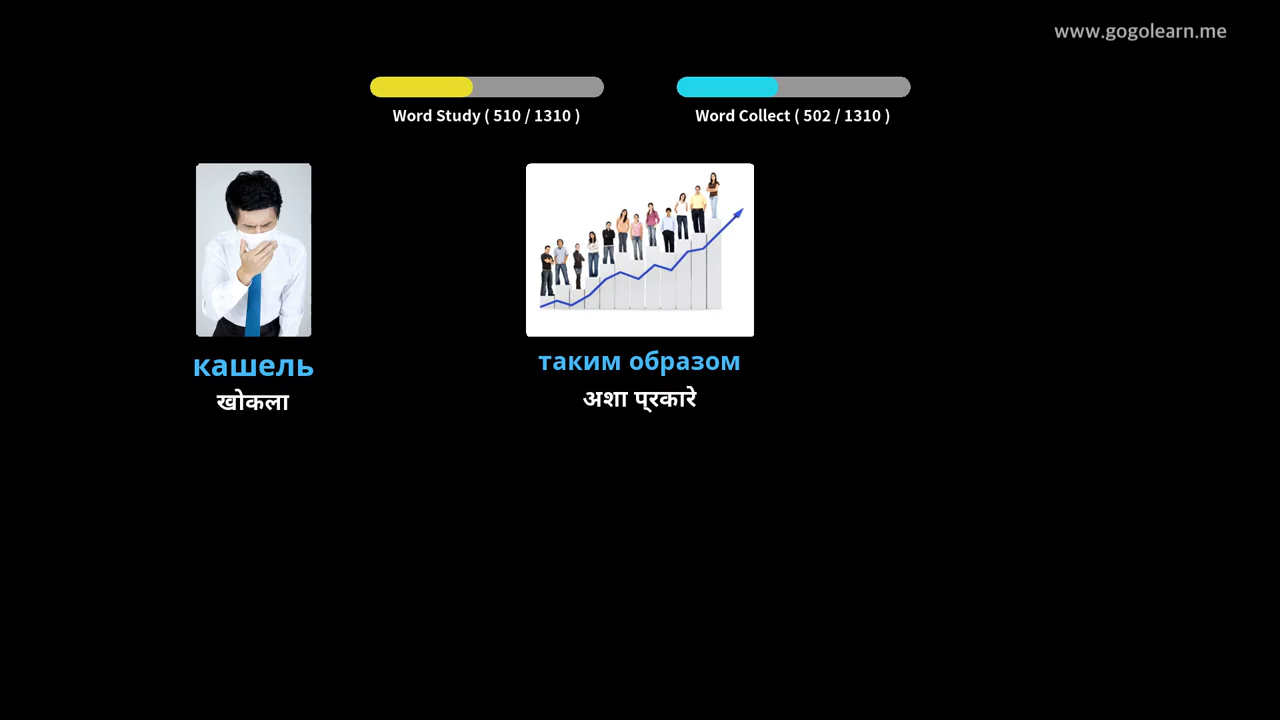 www.gogolearn.me
Word Study ( 510 / 1310 )
Word Collect ( 502 / 1310 )
кашель
खोकला
таким образом
अशा प्रकारे